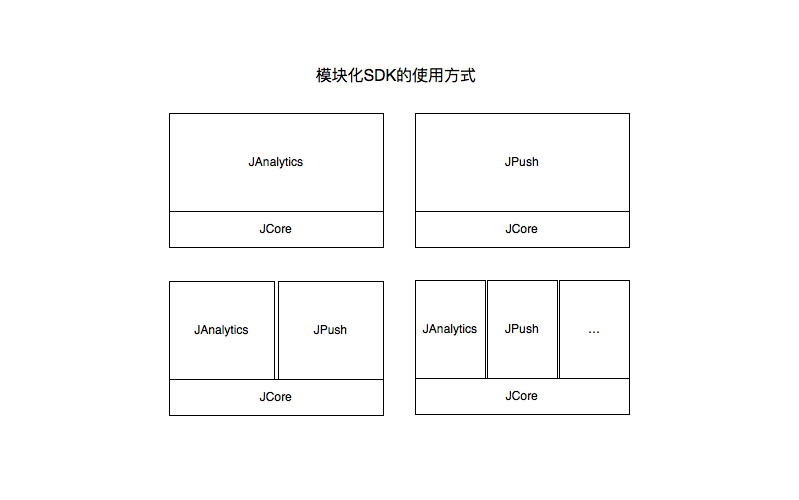 模块化SDK的使用方式
JAnalytics
JCore
JPush
JCore
JAnalytics
JPush
JCore
JAnalytics
JPush
...
JCore